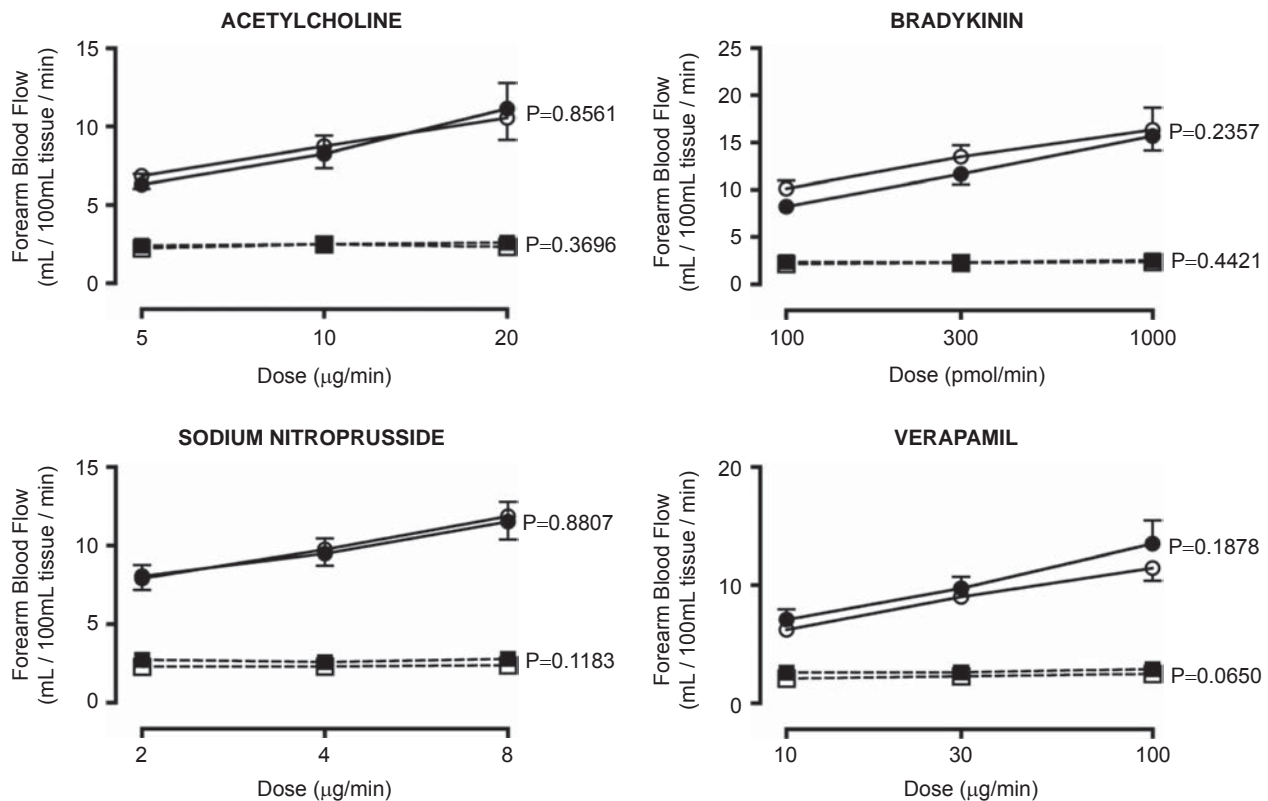 ACETYLCHOLINE
Forearm Blood Flow
(mL / 100mL tissue / min)
15
10
5
0
P=0.8561
P=0.3696
5
10
20
Dose (μg/min)
BRADYKININ
Forearm Blood Flow
(mL / 100mL tissue / min)
25
20
15
10
5
0
P=0.2357
P=0.4421
100
300
1000
Dose (pmol/min)
SODIUM NITROPRUSSIDE
Forearm Blood Flow
(mL / 100mL tissue / min)
15
10
5
0
P=0.8807
P=0.1183
2
4
8
Dose (μg/min)
VERAPAMIL
Forearm Blood Flow
(mL / 100mL tissue / min)
20
10
0
P=0.1878
P=0.0650
10
30
100
Dose (μg/min)